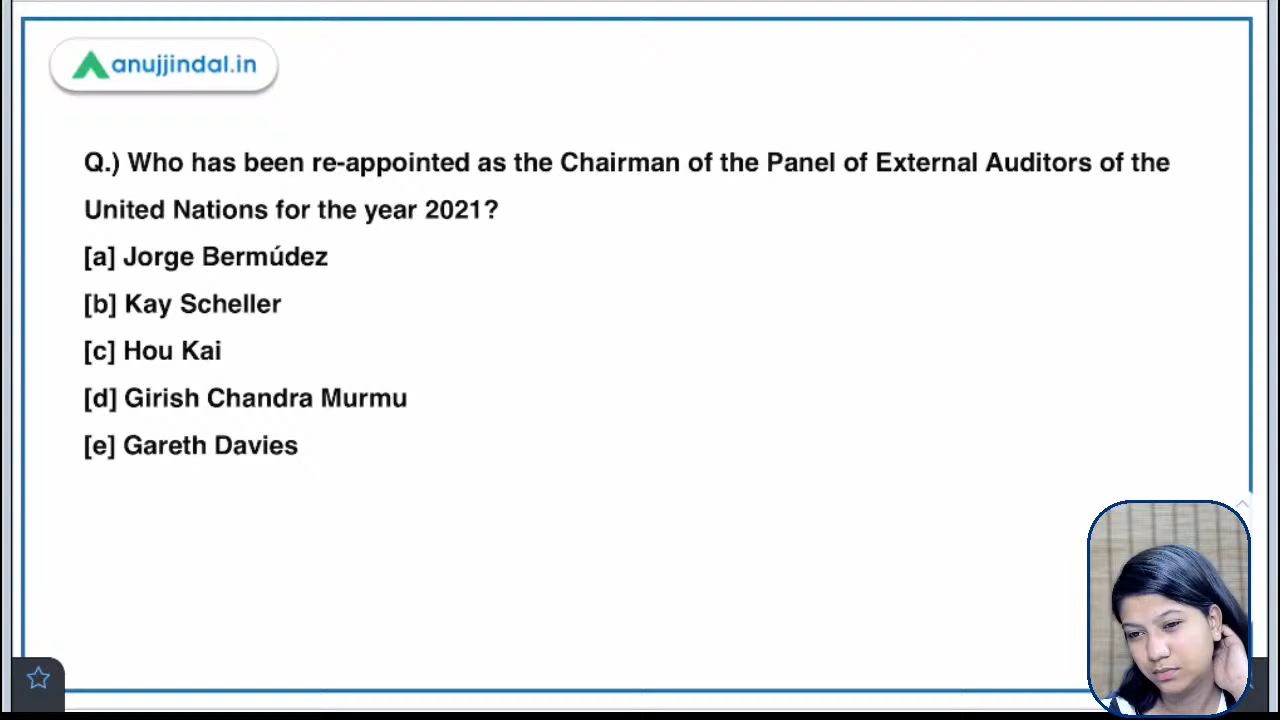 anujjindal.in
Q.) Who has been re-appointed as the Chairman of the Panel of External Auditors of the
United Nations for the year 2021?
[a] Jorge Bermúdez
[b] Kay Scheller
[c] Hou Kai
[d] Girish Chandra Murmu
[e] Gareth Davies